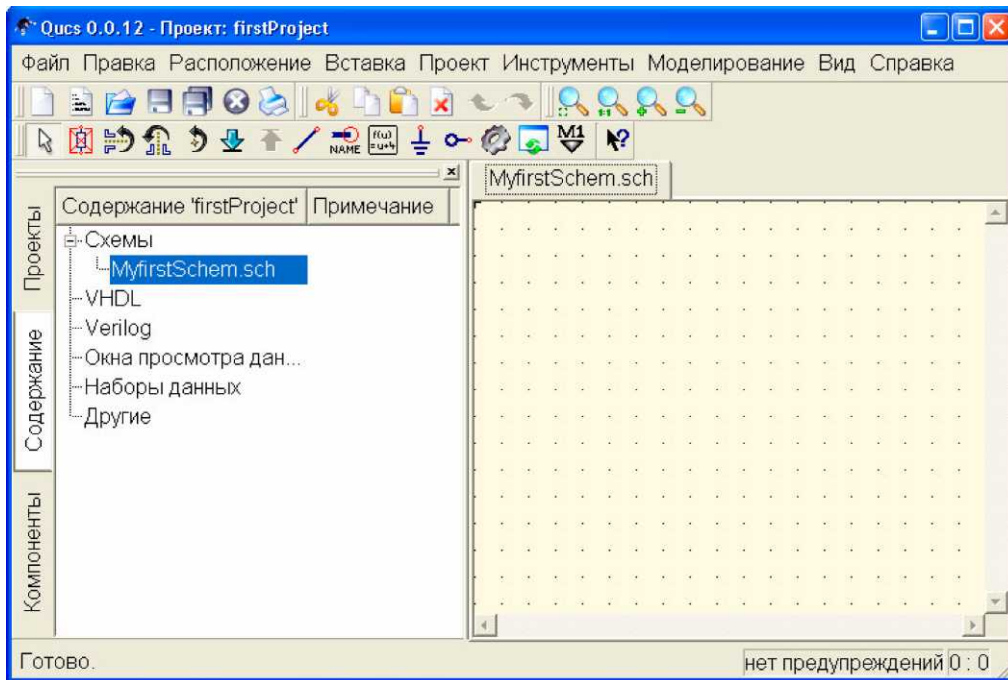 Qucs 0.0.12 - Проект: firstProject
Файл Правка Расположение Вставка Проект Инструменты Моделирование Вид Справка
NAME
f(ω)
=u+4
M1
Проекты
Содержание
Компоненты
Содержание 'firstProject' Примечание
Схемы
MyfirstSchem.sch
VHDL
Verilog
Окна просмотра дан...
Наборы данных
Другие
MyfirstSchem.sch
Готово.
нет предупреждений 0 : 0